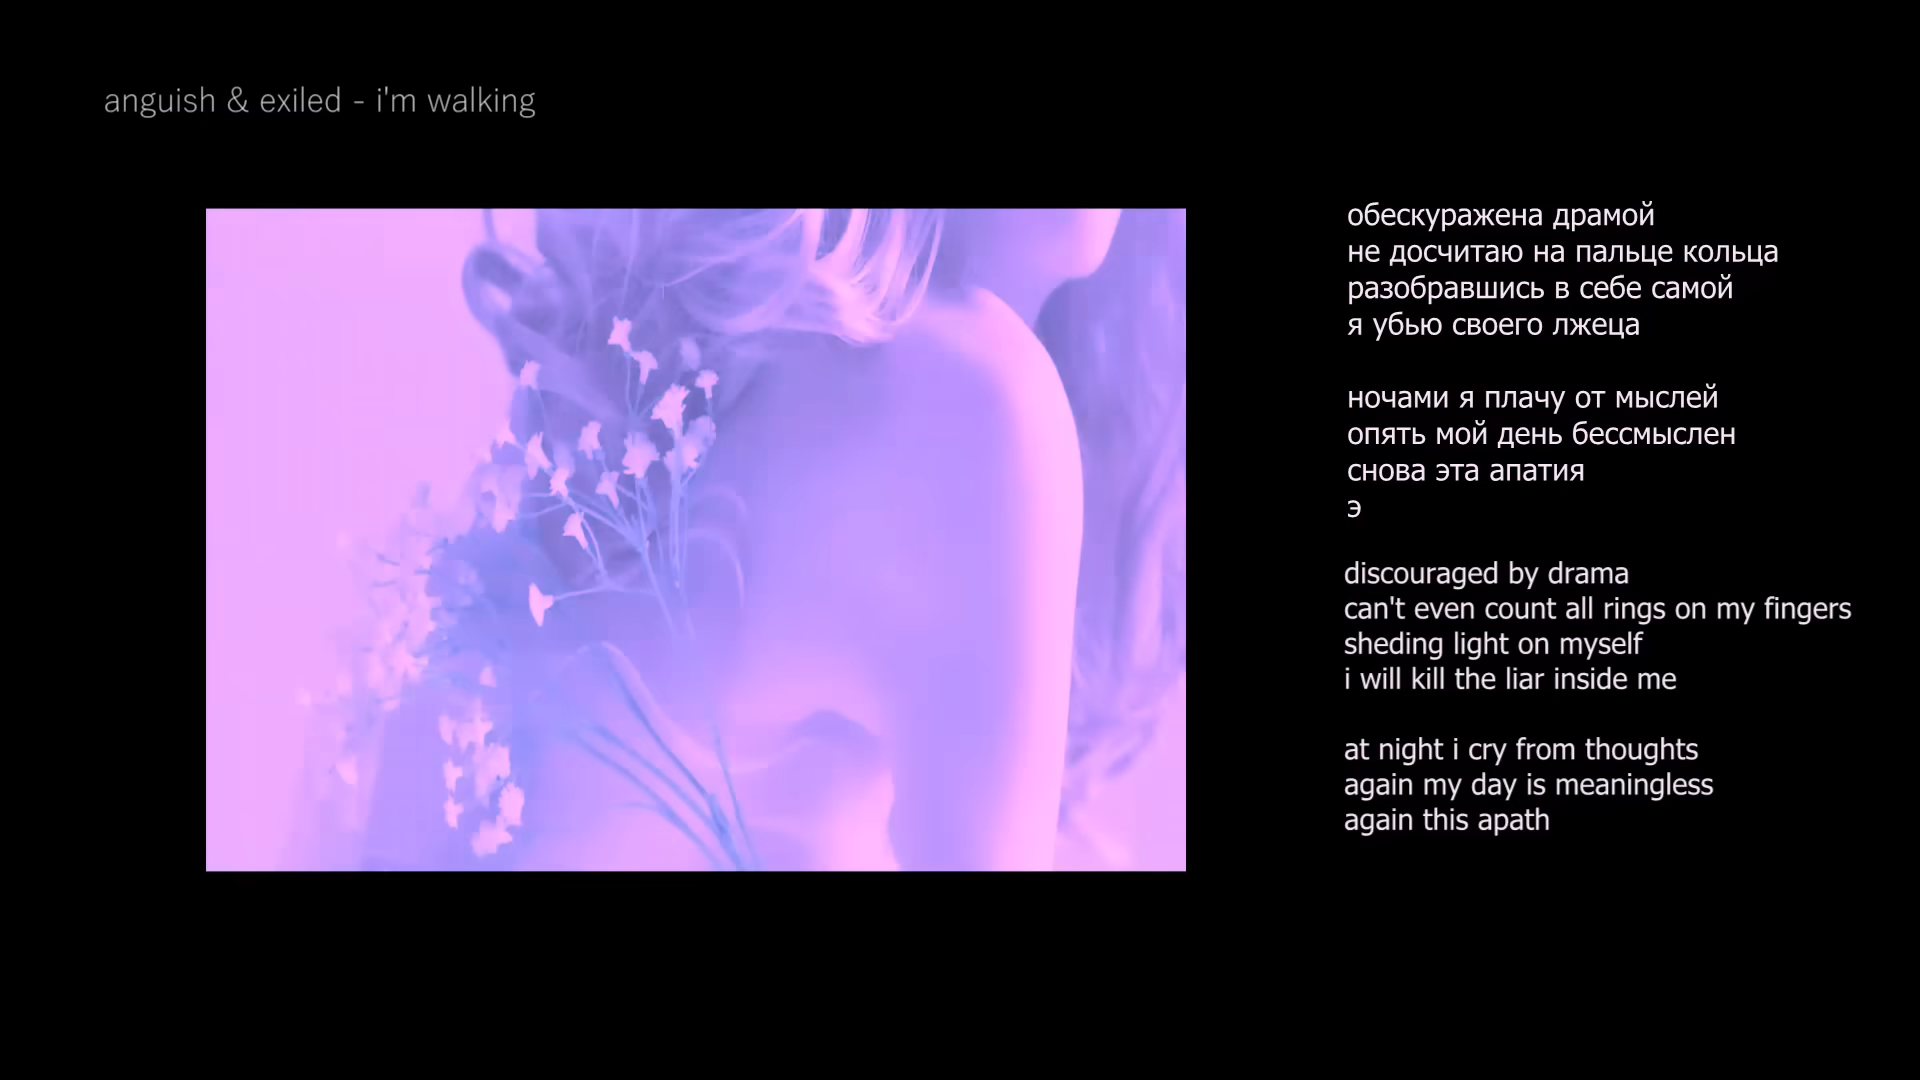 anguish & exiled - i'm walking
обескуражена драмой
не досчитаю на пальце кольца
разобравшись в себе самой
я убью своего лжеца
ночами я плачу от мыслей
опять мой день бессмыслен
снова эта апатия
э
discouraged by drama
can't even count all rings on my fingers
sheding light on myself
i will kill the liar inside me
at night i cry from thoughts
again my day is meaningless
again this apath